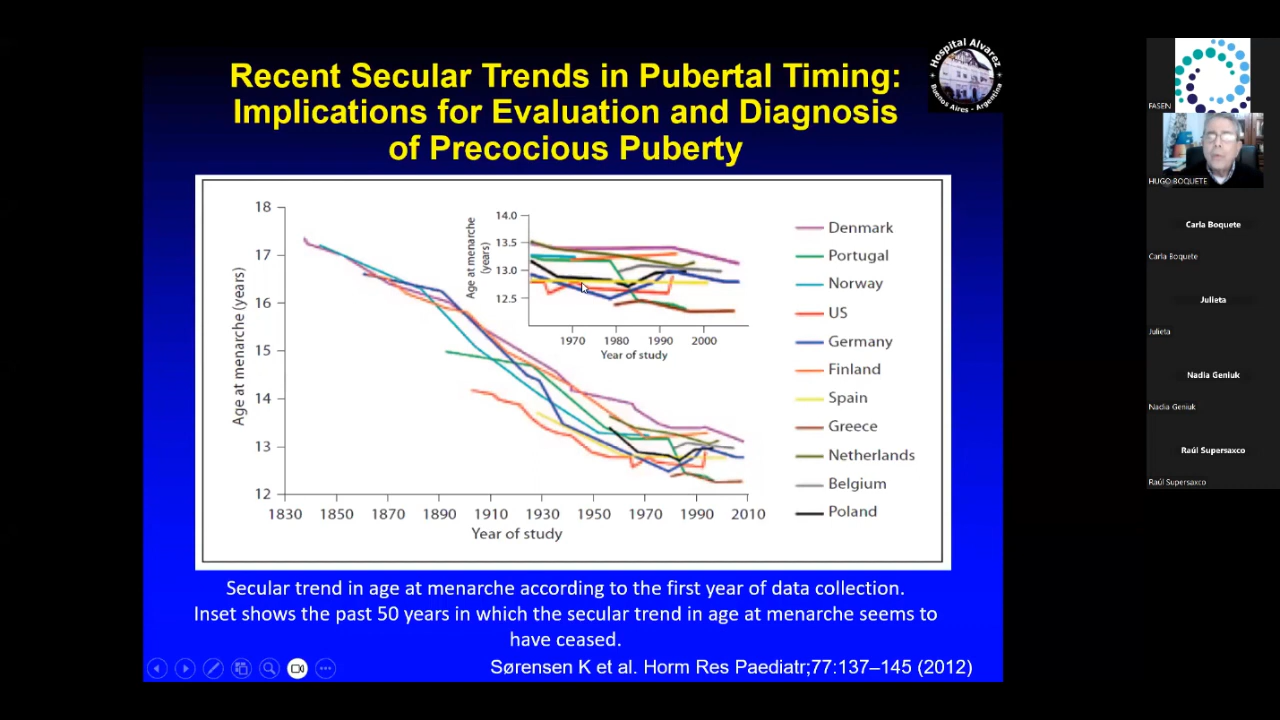 Recent Secular Trends in Pubertal Timing:
Implications for Evaluation and Diagnosis
of Precocious Puberty
Hospital Alvarez
Buenos Aires - Argentina
Age at menarche (years)
18
17
16
15
14
13
12
1830
1850
1870
1890
1910
1930
1950
1970
1990
2010
Year of study
Age at menarche
(years)
14.0
13.5
13.0
12.5
1970
1980
1990
2000
Year of study
Denmark
Portugal
Norway
US
Germany
Finland
Spain
Greece
Netherlands
Belgium
Poland
Secular trend in age at menarche according to the first year of data collection.
Inset shows the past 50 years in which the secular trend in age at menarche seems to
have ceased.
Sørensen K et al. Horm Res Paediatr;77:137–145 (2012)
FASEN
HUGO BOQUETE
Carla Boquete
Carla Boquete
Julieta
Julieta
Nadia Geniuk
Nadia Geniuk
Raúl Supersaxco
Raúl Supersaxco